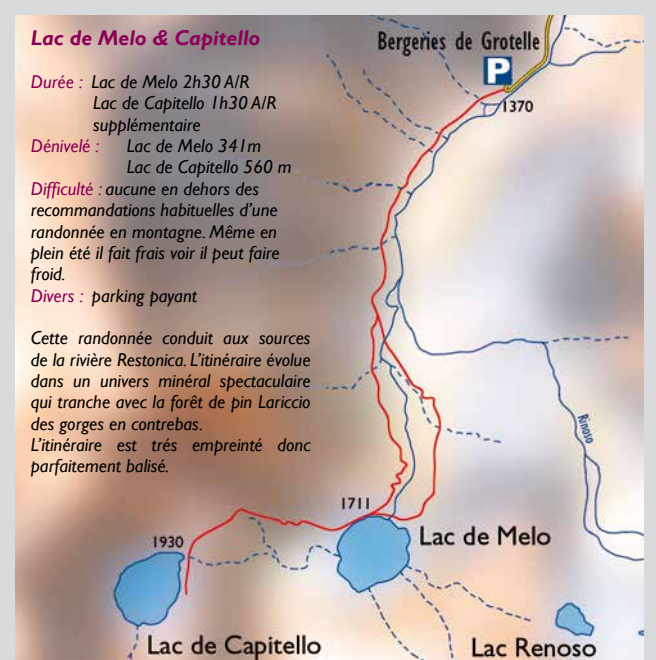 Lac de Melo & Capitello
Durée : Lac de Melo 2h30 A/R
Lac de Capitello 1h30 A/R
supplémentaire
Dénivelé : Lac de Melo 341m
Lac de Capitello 560 m
Difficulté : aucune en dehors des
recommandations habituelles d'une
randonnée en montagne. Même en
plein été il fait frais voir il peut faire
froid.
Divers : parking payant
Cette randonnée conduit aux sources
de la rivière Restonica. L'itinéraire évolue
dans un univers minéral spectaculaire
qui tranche avec la forêt de pin Lariccio
des gorges en contrebas.
L'itinéraire est trés empreinté donc
parfaitement balisé.
Bergeries de Grotelle
P
1370
Rinoso
1711
Lac de Melo
1930
Lac de Capitello
Lac Renoso